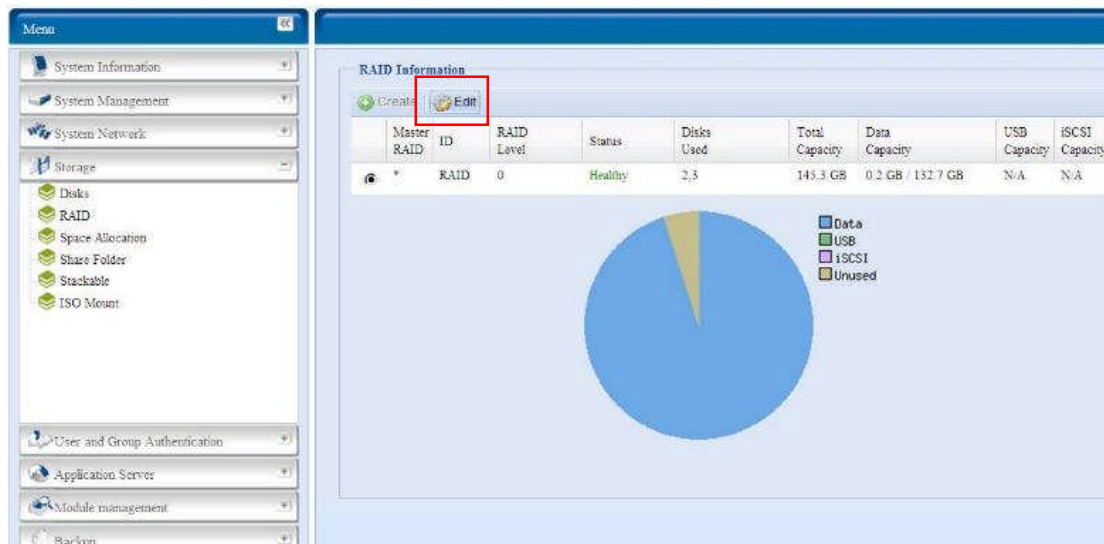 Menu
System Information
System Management
System Network
Storage
Disks
RAID
Space Allocation
Share Folder
Stackable
ISO Mount
User and Group Authentication
Application Server
Module management
Backup
RAID Information
Create Edit
Master RAID ID RAID Level Status Disks Used Total Capacity Data Capacity USB Capacity iSCSI Capacity
* RAID 0 Healthy 2,3 145.3 GB 0.2 GB / 132.7 GB N/A N/A
Data
USB
iSCSI
Unused